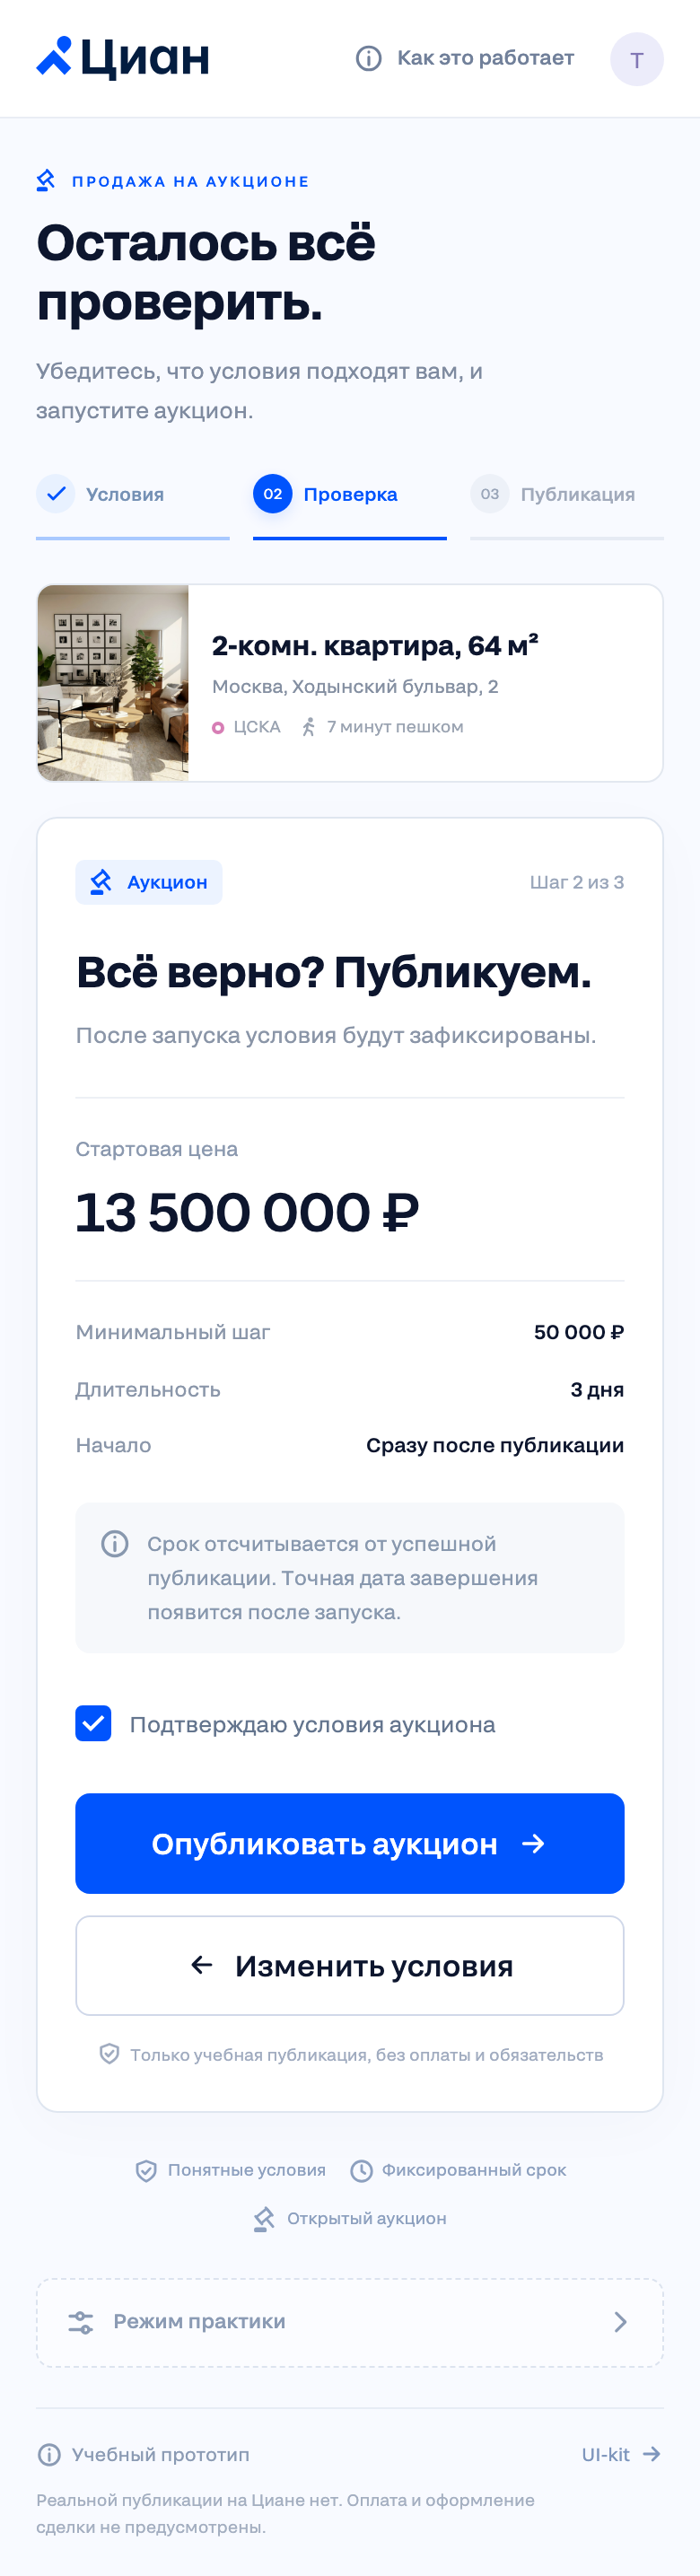 Циан
Как это работает
Т
ПРОДАЖА НА АУКЦИОНЕ
Осталось всё
проверить.
Убедитесь, что условия подходят вам, и
запустите аукцион.
Условия
02 Проверка
03 Публикация
2-комн. квартира, 64 м²
Москва, Ходынский бульвар, 2
ЦСКА 7 минут пешком
Аукцион
Шаг 2 из 3
Всё верно? Публикуем.
После запуска условия будут зафиксированы.
Стартовая цена
13 500 000 ₽
Минимальный шаг 50 000 ₽
Длительность 3 дня
Начало Сразу после публикации
Срок отсчитывается от успешной
публикации. Точная дата завершения
появится после запуска.
Подтверждаю условия аукциона
Опубликовать аукцион →
← Изменить условия
Только учебная публикация, без оплаты и обязательств
Понятные условия Фиксированный срок
Открытый аукцион
Режим практики
Учебный прототип
UI-kit →
Реальной публикации на Циане нет. Оплата и оформление
сделки не предусмотрены.